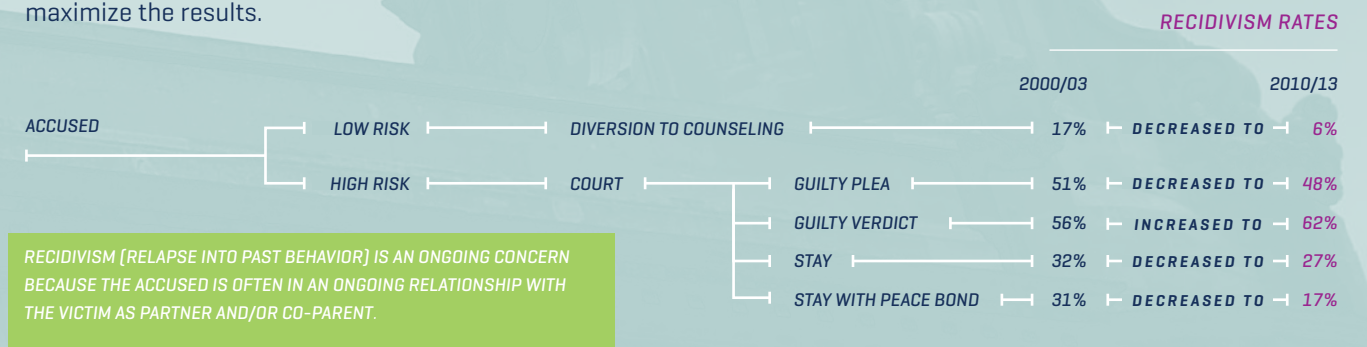 maximize the results.
RECIDIVISM RATES
2000/03 2010/13
ACCUSED
LOW RISK DIVERSION TO COUNSELING 17% DECREASED TO 6%
HIGH RISK COURT GUILTY PLEA 51% DECREASED TO 48%
GUILTY VERDICT 56% INCREASED TO 62%
STAY 32% DECREASED TO 27%
STAY WITH PEACE BOND 31% DECREASED TO 17%
RECIDIVISM (RELAPSE INTO PAST BEHAVIOR) IS AN ONGOING CONCERN
BECAUSE THE ACCUSED IS OFTEN IN AN ONGOING RELATIONSHIP WITH
THE VICTIM AS PARTNER AND/OR CO-PARENT.